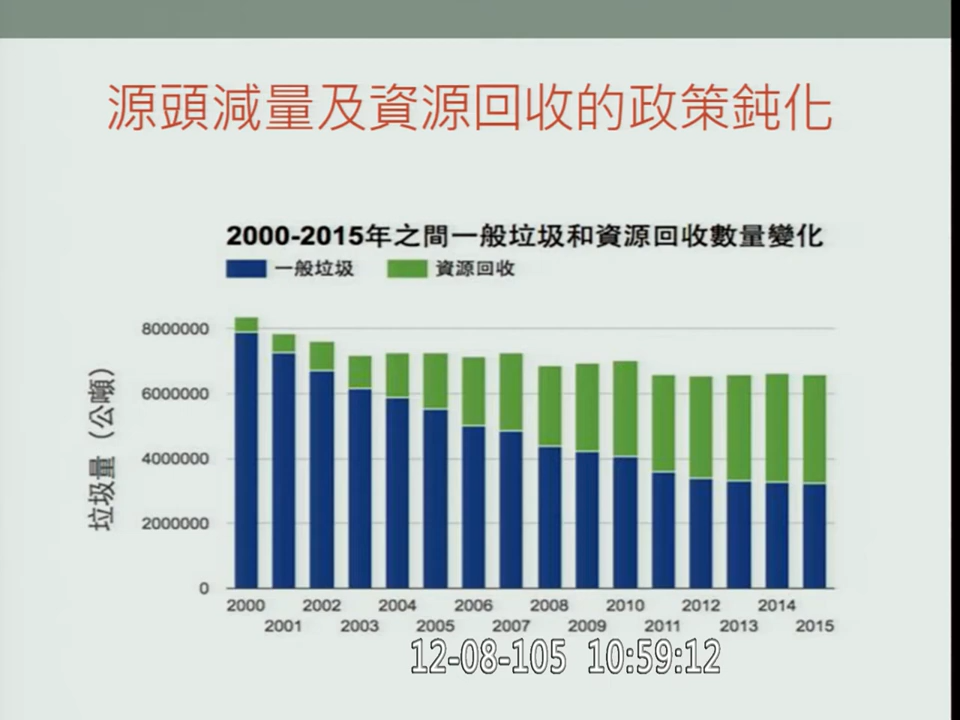 源頭減量及資源回收的政策鈍化
2000-2015年之間一般垃圾和資源回收數量變化
一般垃圾 資源回收
垃圾量（公噸）
8000000
6000000
4000000
2000000
0
2000 2002 2004 2006 2008 2010 2012 2014
2001 2003 2005 2007 2009 2011 2013 2015
12-08-105 10:59:12